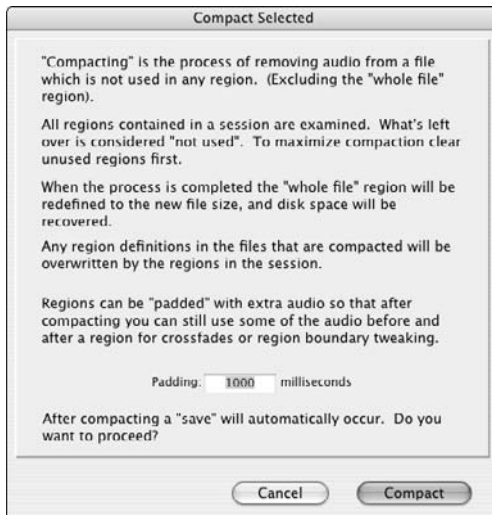 Compact Selected
"Compacting" is the process of removing audio from a file
which is not used in any region. (Excluding the "whole file"
region).
All regions contained in a session are examined. What's left
over is considered "not used". To maximize compaction clear
unused regions first.
When the process is completed the "whole file" region will be
redefined to the new file size, and disk space will be
recovered.
Any region definitions in the files that are compacted will be
overwritten by the regions in the session.
Regions can be "padded" with extra audio so that after
compacting you can still use some of the audio before and
after a region for crossfades or region boundary tweaking.
Padding: 1000 milliseconds
After compacting a "save" will automatically occur. Do you
want to proceed?
Cancel Compact